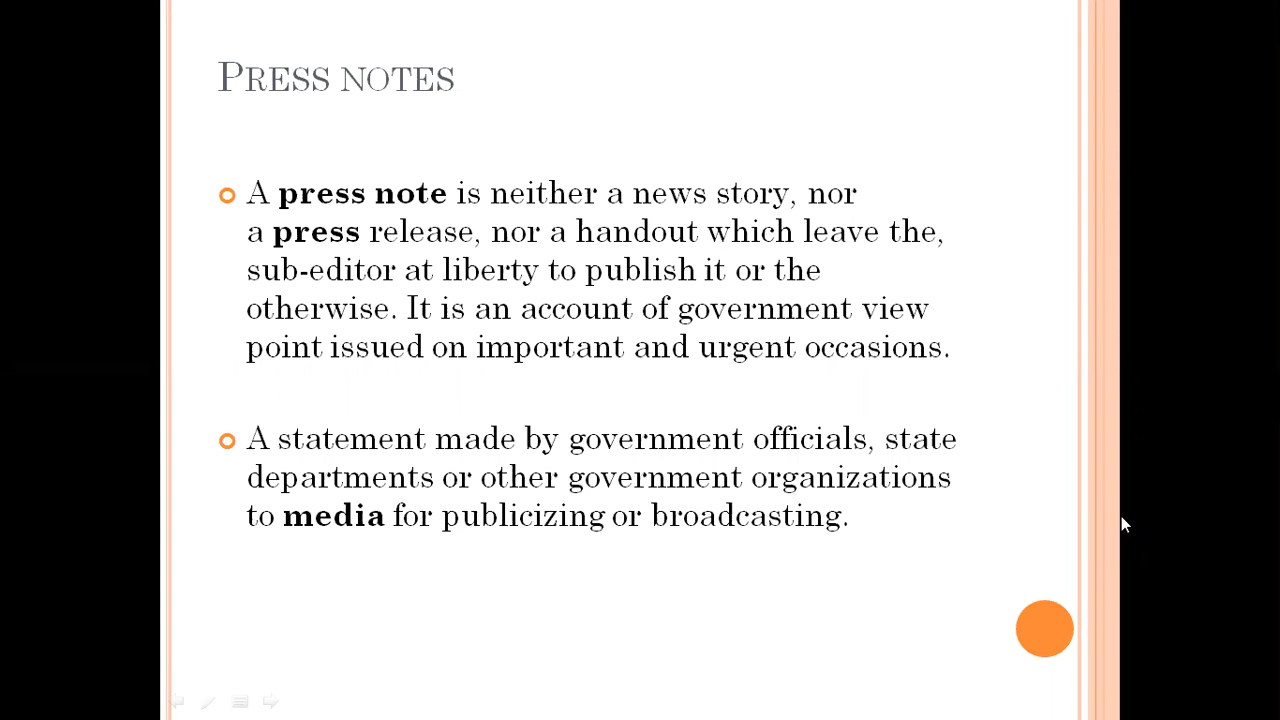 PRESS NOTES
A press note is neither a news story, nor
a press release, nor a handout which leave the,
sub-editor at liberty to publish it or the
otherwise. It is an account of government view
point issued on important and urgent occasions.
A statement made by government officials, state
departments or other government organizations
to media for publicizing or broadcasting.